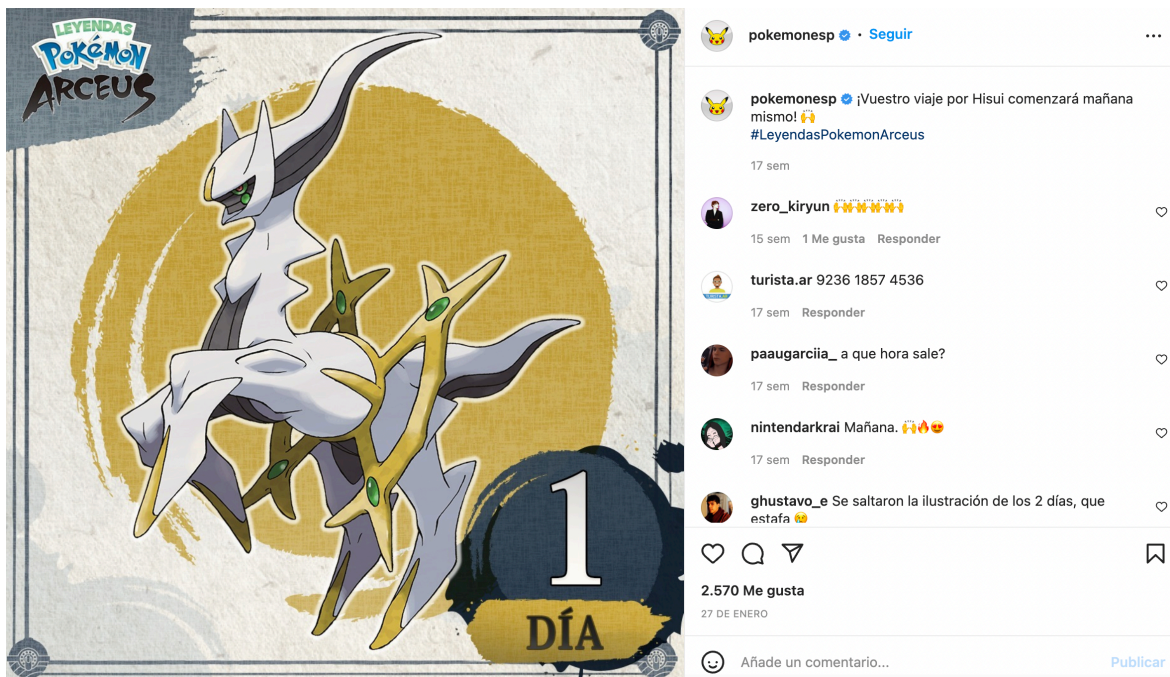 LEYENDAS
POKéMON
ARCEUS
1
DÍA
pokemonesp • Seguir
pokemonesp ¡Vuestro viaje por Hisui comenzará mañana
mismo! 🙌
#LeyendasPokemonArceus
17 sem
zero_kiryun 🙌🙌🙌🙌🙌
15 sem 1 Me gusta Responder
turista.ar 9236 1857 4536
17 sem Responder
paaugarciia_ a que hora sale?
17 sem Responder
nintendarkrai Mañana. 🙌🔥😍
17 sem Responder
ghustavo_e Se saltaron la ilustración de los 2 días, que
estafa 😢
2.570 Me gusta
27 DE ENERO
Añade un comentario... Publicar